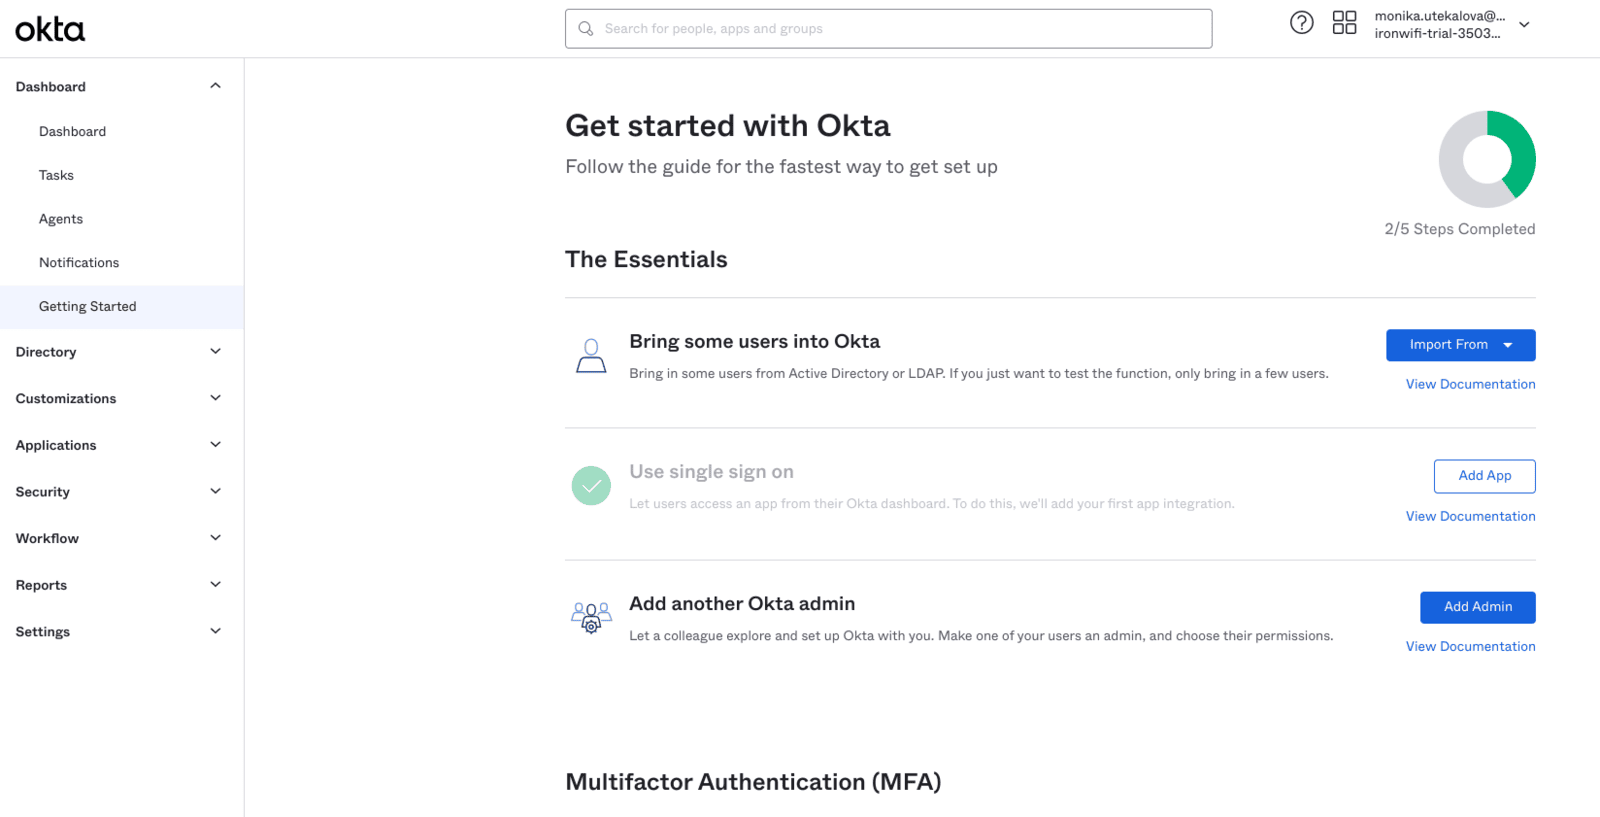 okta
Search for people, apps and groups
monika.utekalova@...
ironwifi-trial-3503...
Dashboard
Dashboard
Tasks
Agents
Notifications
Getting Started
Directory
Customizations
Applications
Security
Workflow
Reports
Settings
Get started with Okta
Follow the guide for the fastest way to get set up
2/5 Steps Completed
The Essentials
Bring some users into Okta
Bring in some users from Active Directory or LDAP. If you just want to test the function, only bring in a few users.
Import From
View Documentation
Use single sign on
Let users access an app from their Okta dashboard. To do this, we'll add your first app integration.
Add App
View Documentation
Add another Okta admin
Let a colleague explore and set up Okta with you. Make one of your users an admin, and choose their permissions.
Add Admin
View Documentation
Multifactor Authentication (MFA)